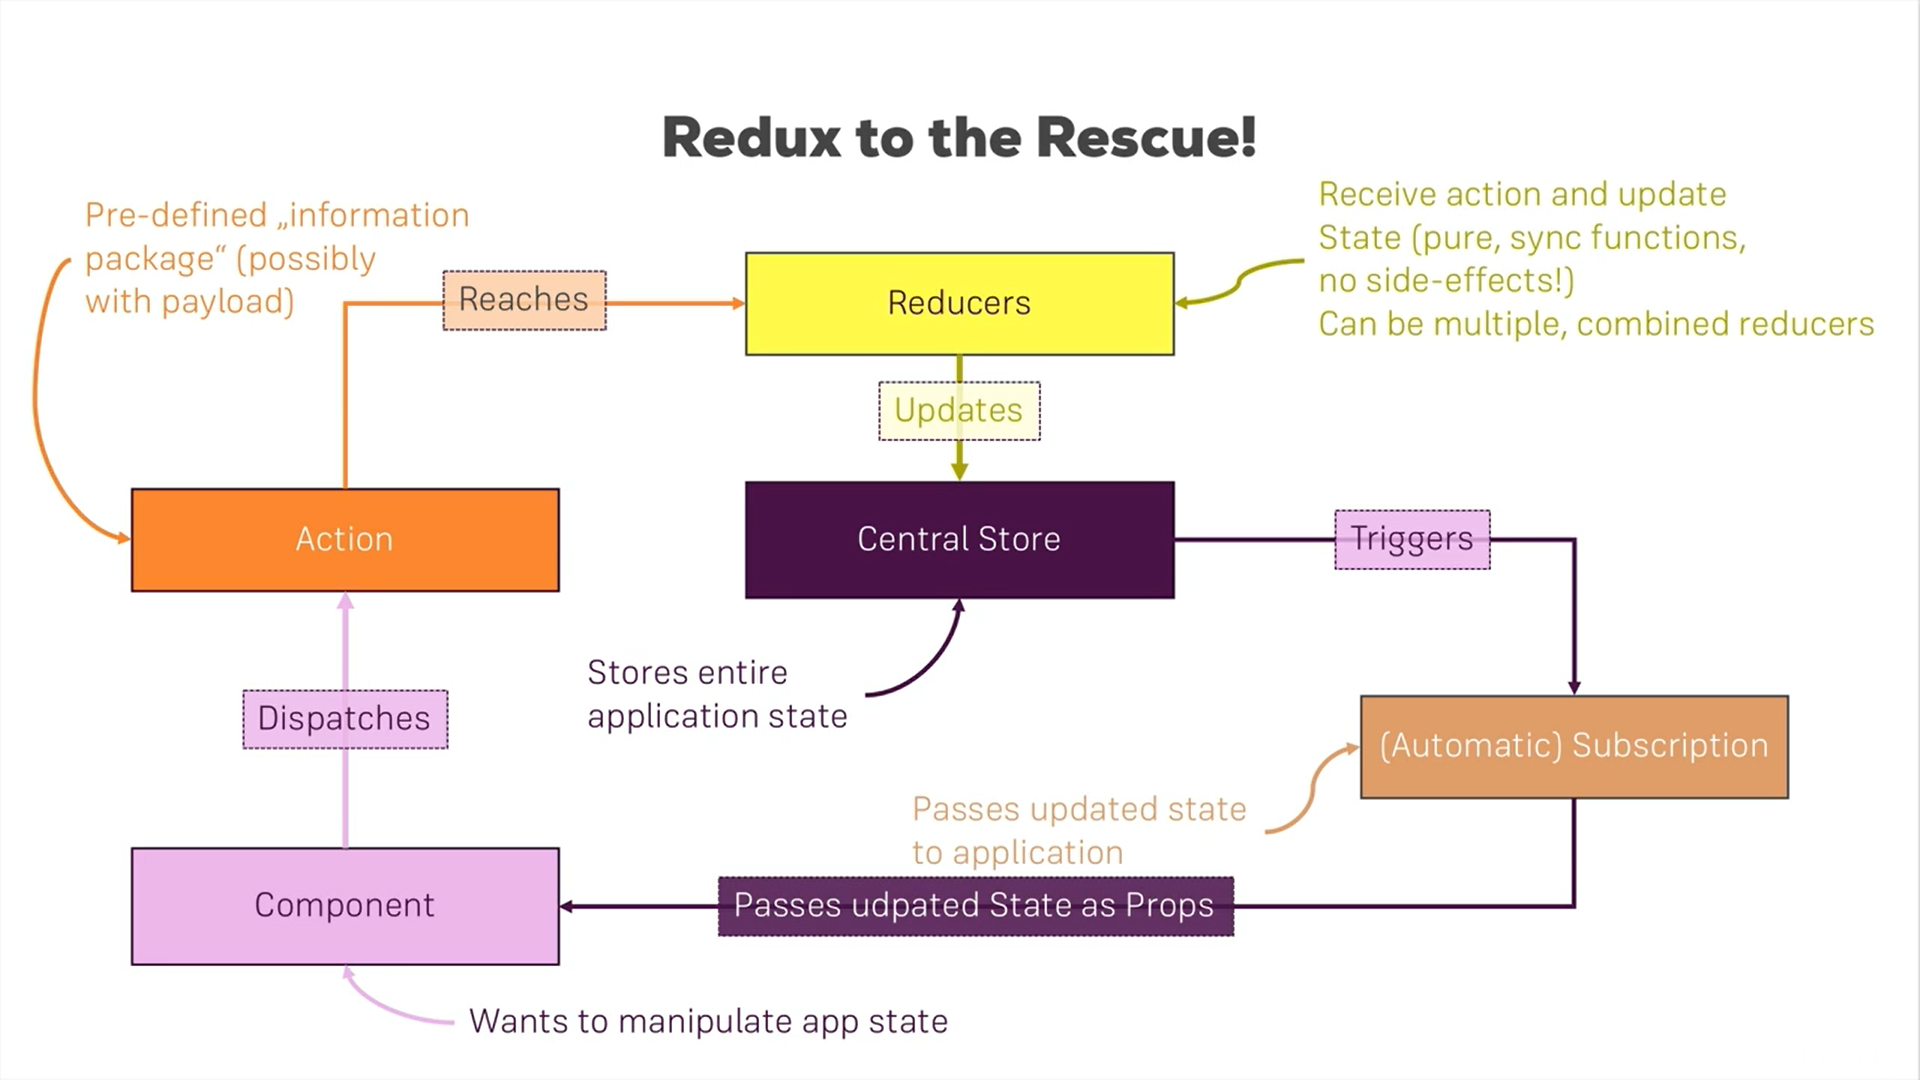 Redux to the Rescue!
Pre-defined „information
package“ (possibly
with payload)
Reaches
Reducers
Receive action and update
State (pure, sync functions,
no side-effects!)
Can be multiple, combined reducers
Updates
Action
Central Store
Triggers
Stores entire
application state
Dispatches
(Automatic) Subscription
Passes updated state
to application
Component
Passes udpated State as Props
Wants to manipulate app state